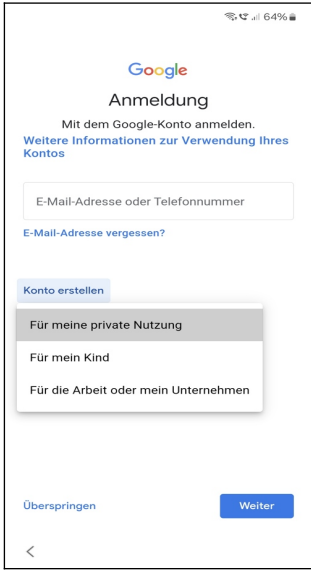 64%
Google
Anmeldung
Mit dem Google-Konto anmelden.
Weitere Informationen zur Verwendung Ihres
Kontos
E-Mail-Adresse oder Telefonnummer
E-Mail-Adresse vergessen?
Konto erstellen
Für meine private Nutzung
Für mein Kind
Für die Arbeit oder mein Unternehmen
Überspringen
Weiter